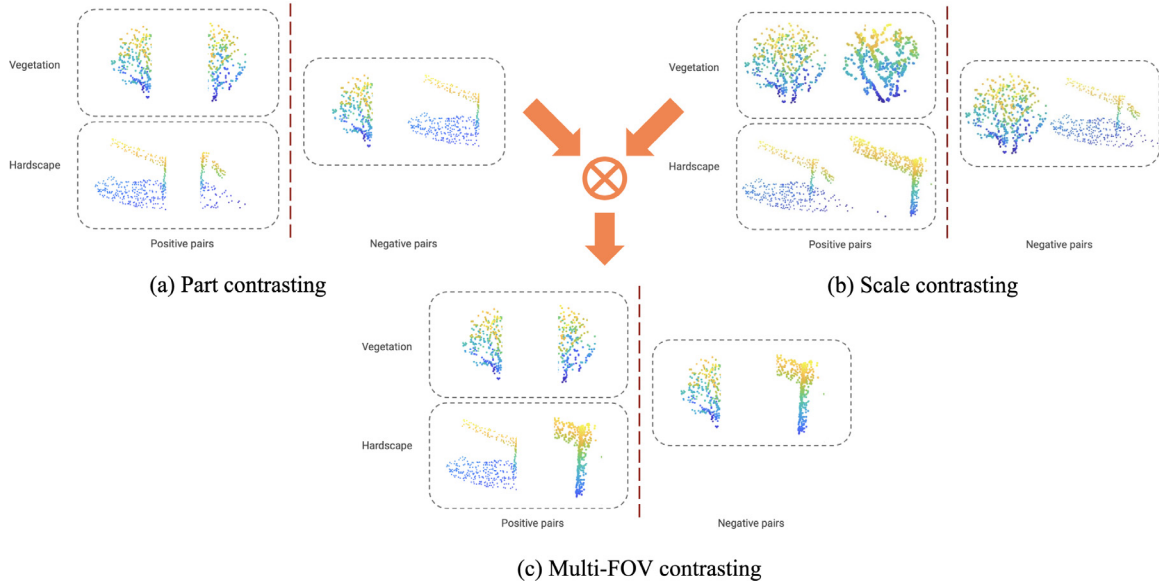 Vegetation
Hardscape
Positive pairs
Negative pairs
(a) Part contrasting
Vegetation
Hardscape
Positive pairs
Negative pairs
(b) Scale contrasting
Vegetation
Hardscape
Positive pairs
Negative pairs
(c) Multi-FOV contrasting